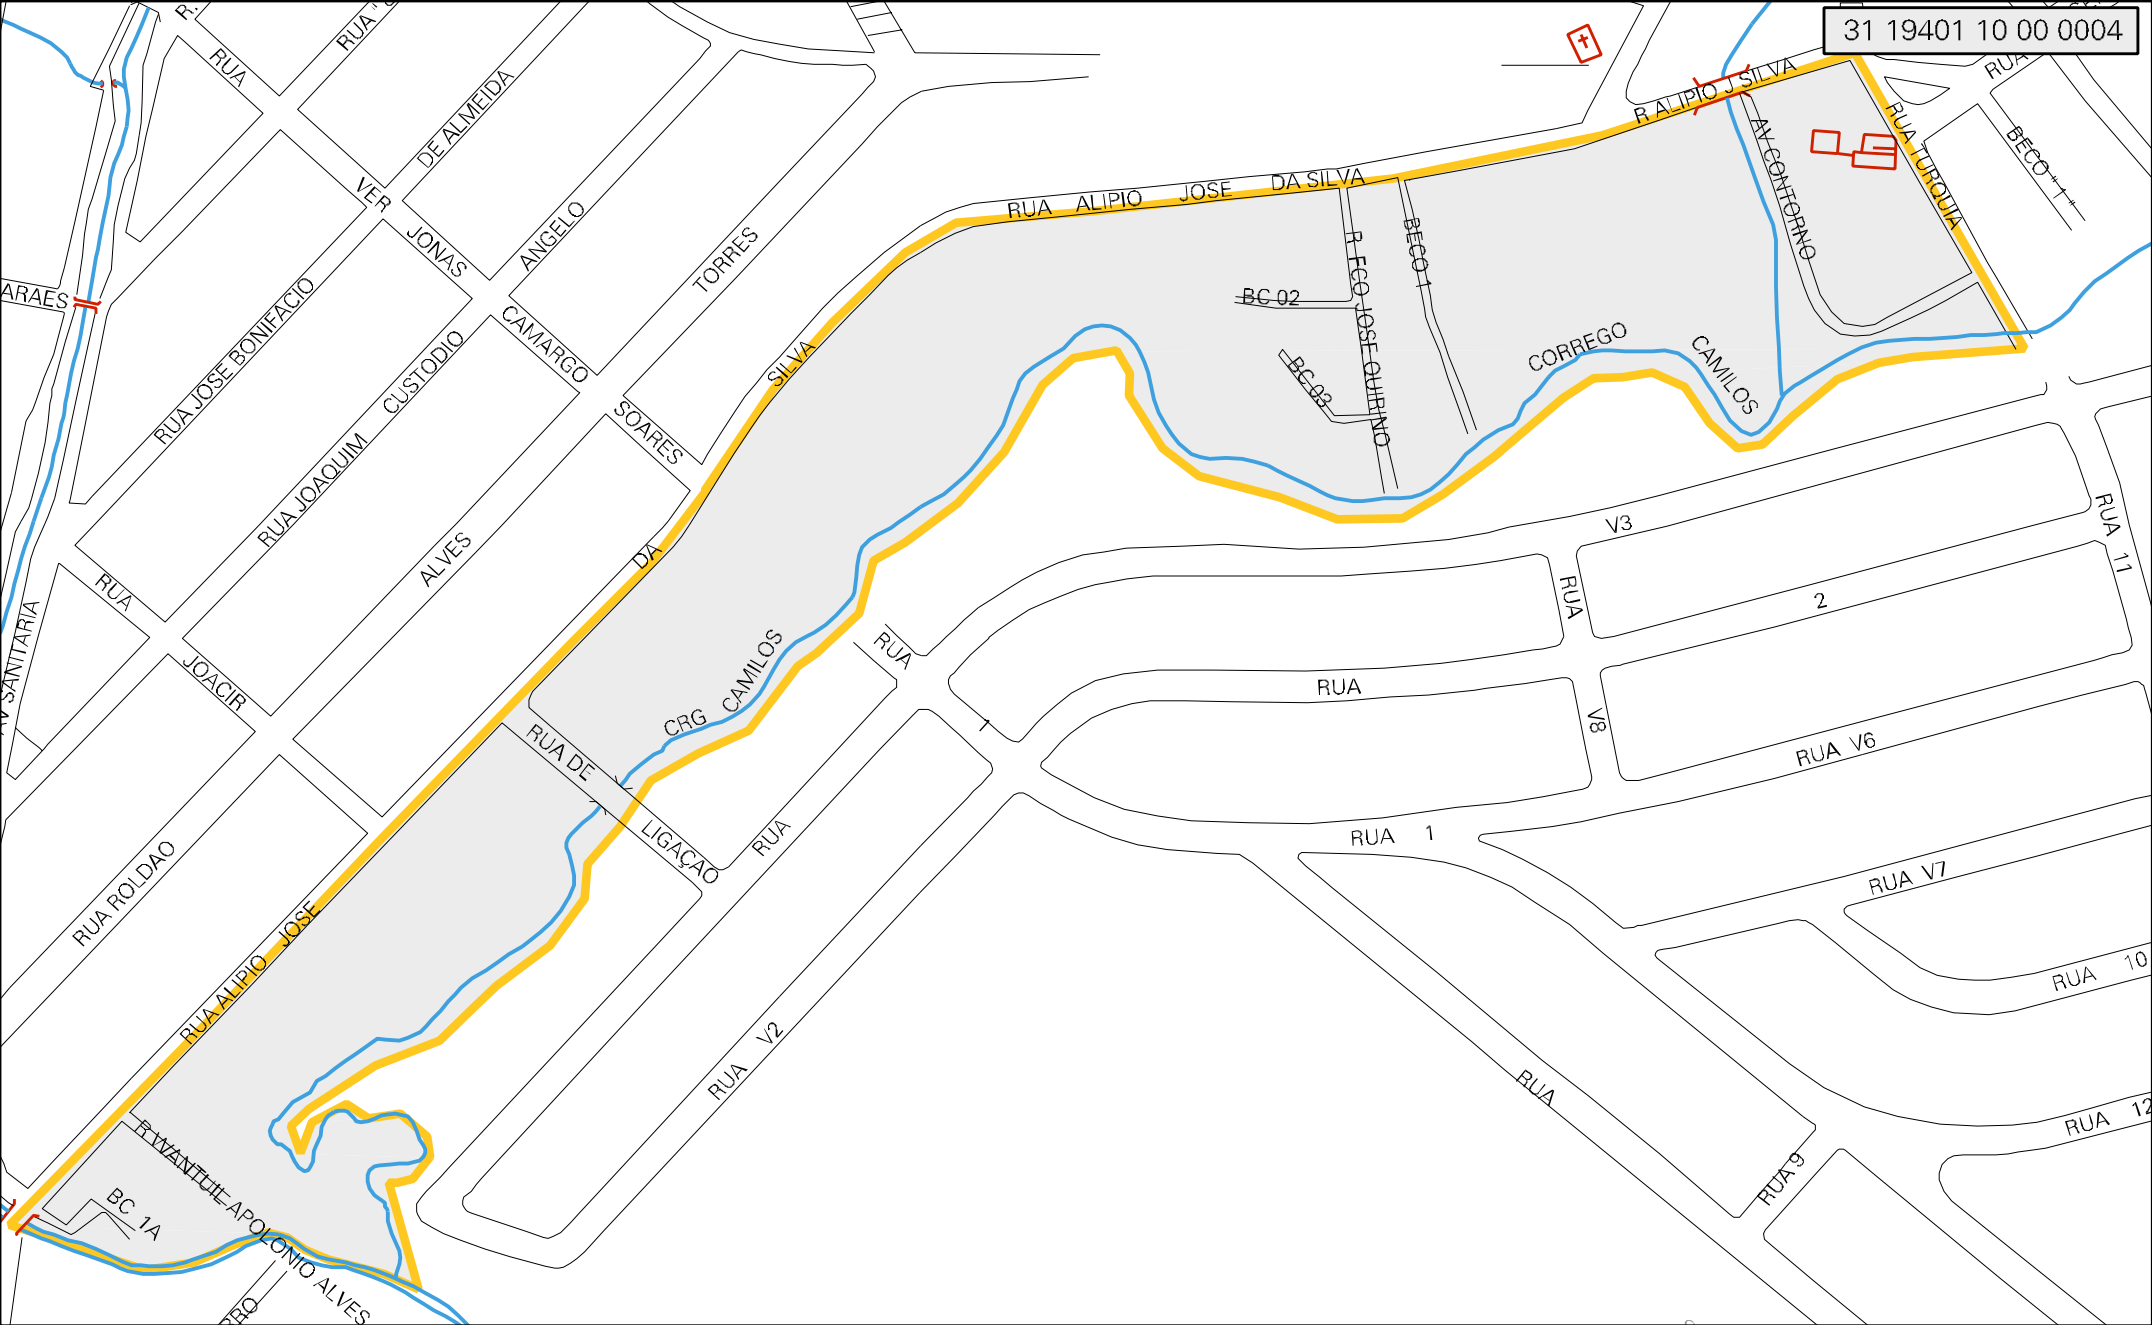 31 19401 10 00 0004
RUA
RUA
DE ALMEIDA
VER
JONAS
CAMARGO
SOARES
ANGELO
TORRES
ARAES
RUA JOSE BONIFACIO
RUA JOAQUIM CUSTODIO
ALVES
RUA
JOACIR
RUA ROLDAO
SANITARIA
RUA ALIPIO JOSE
DA
SILVA
RUA ALIPIO JOSE DA SILVA
R ALIPIO J SILVA
RUA TURQUIA
AV CONTORNO
RUA
BECO "1"
R FCO JOSE QUIRINO
BECO 1
BC 02
BC 03
CORREGO
CAMILOS
CRG CAMILOS
RUA DE
LIGAÇAO
RUA
1
RUA
RUA V2
R WANTUIL APOLONIO ALVES
BC 1A
RRO
V3
RUA 11
RUA
V8
2
RUA
RUA V6
RUA 1
RUA V7
RUA 10
RUA 12
RUA
RUA 9